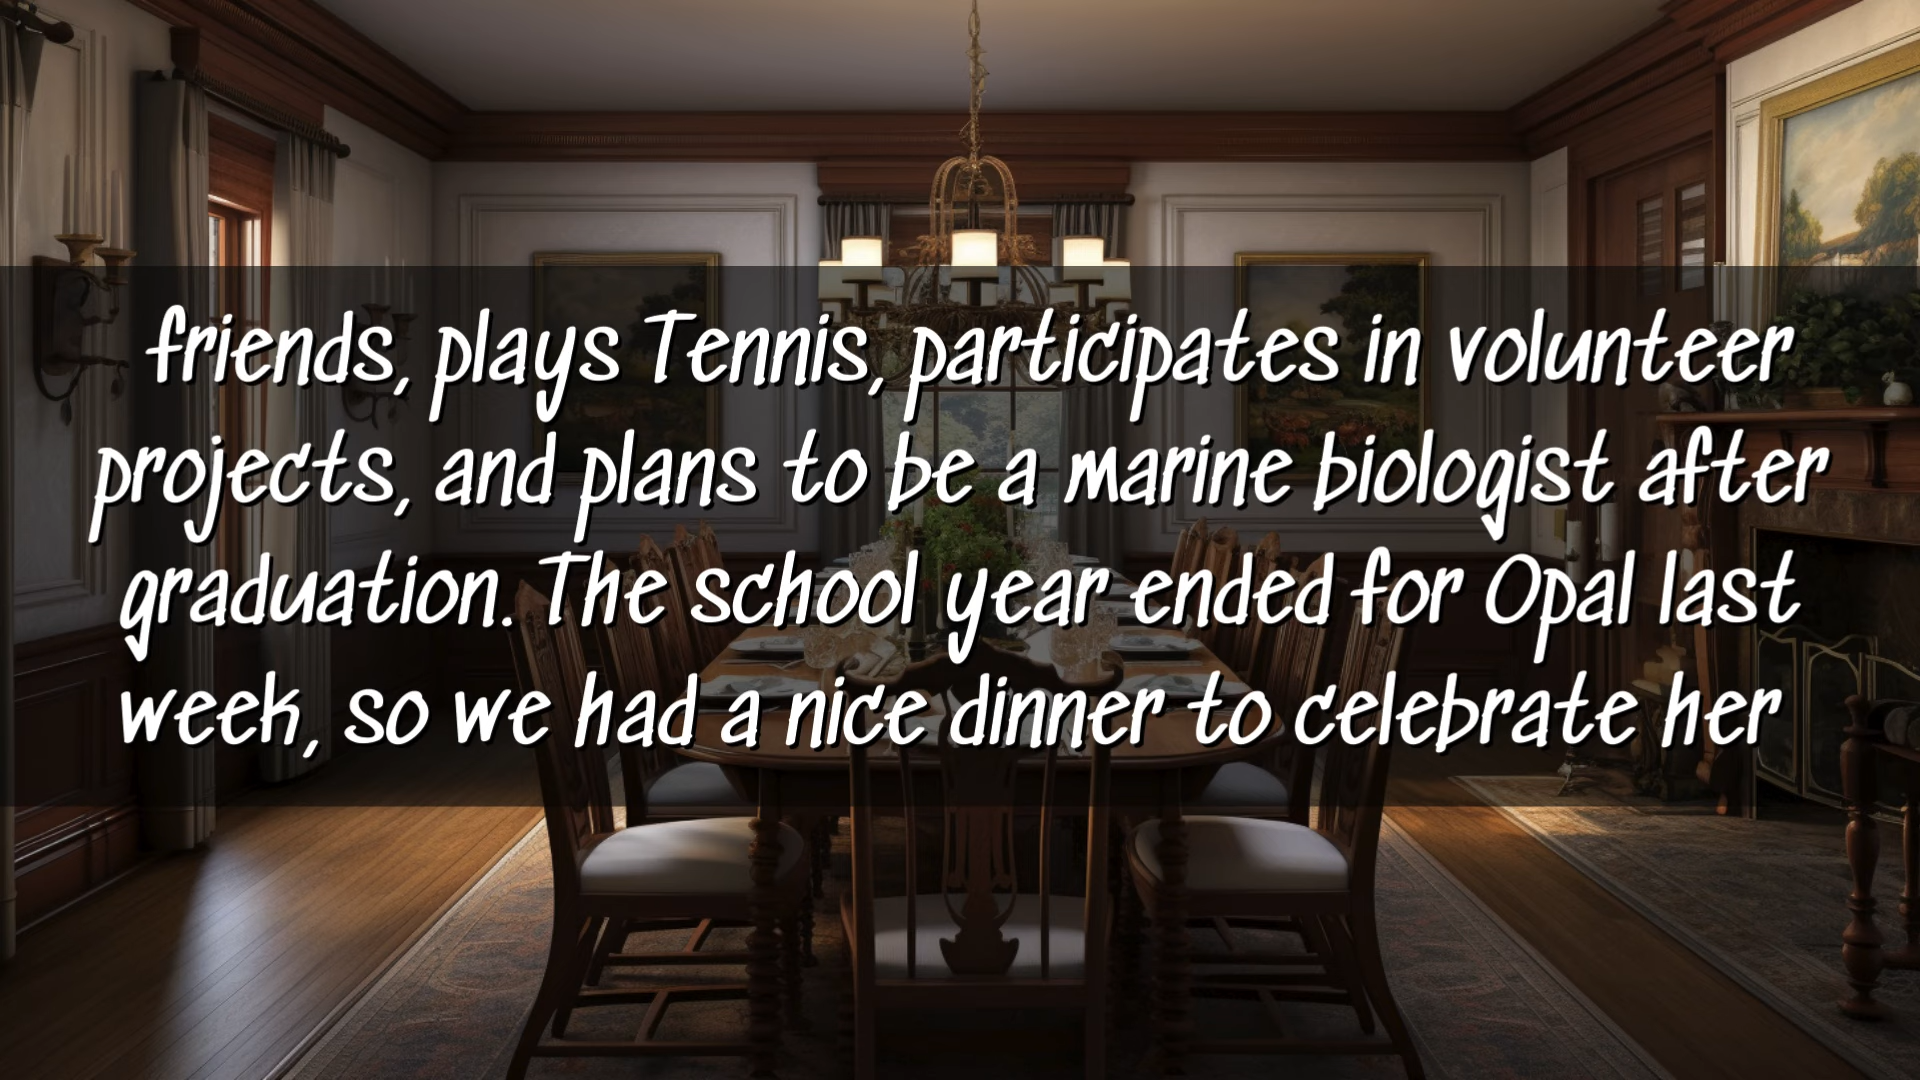 friends, plays Tennis, participates in volunteer
projects, and plans to be a marine biologist after
graduation. The school year ended for Opal last
week, so we had a nice dinner to celebrate her